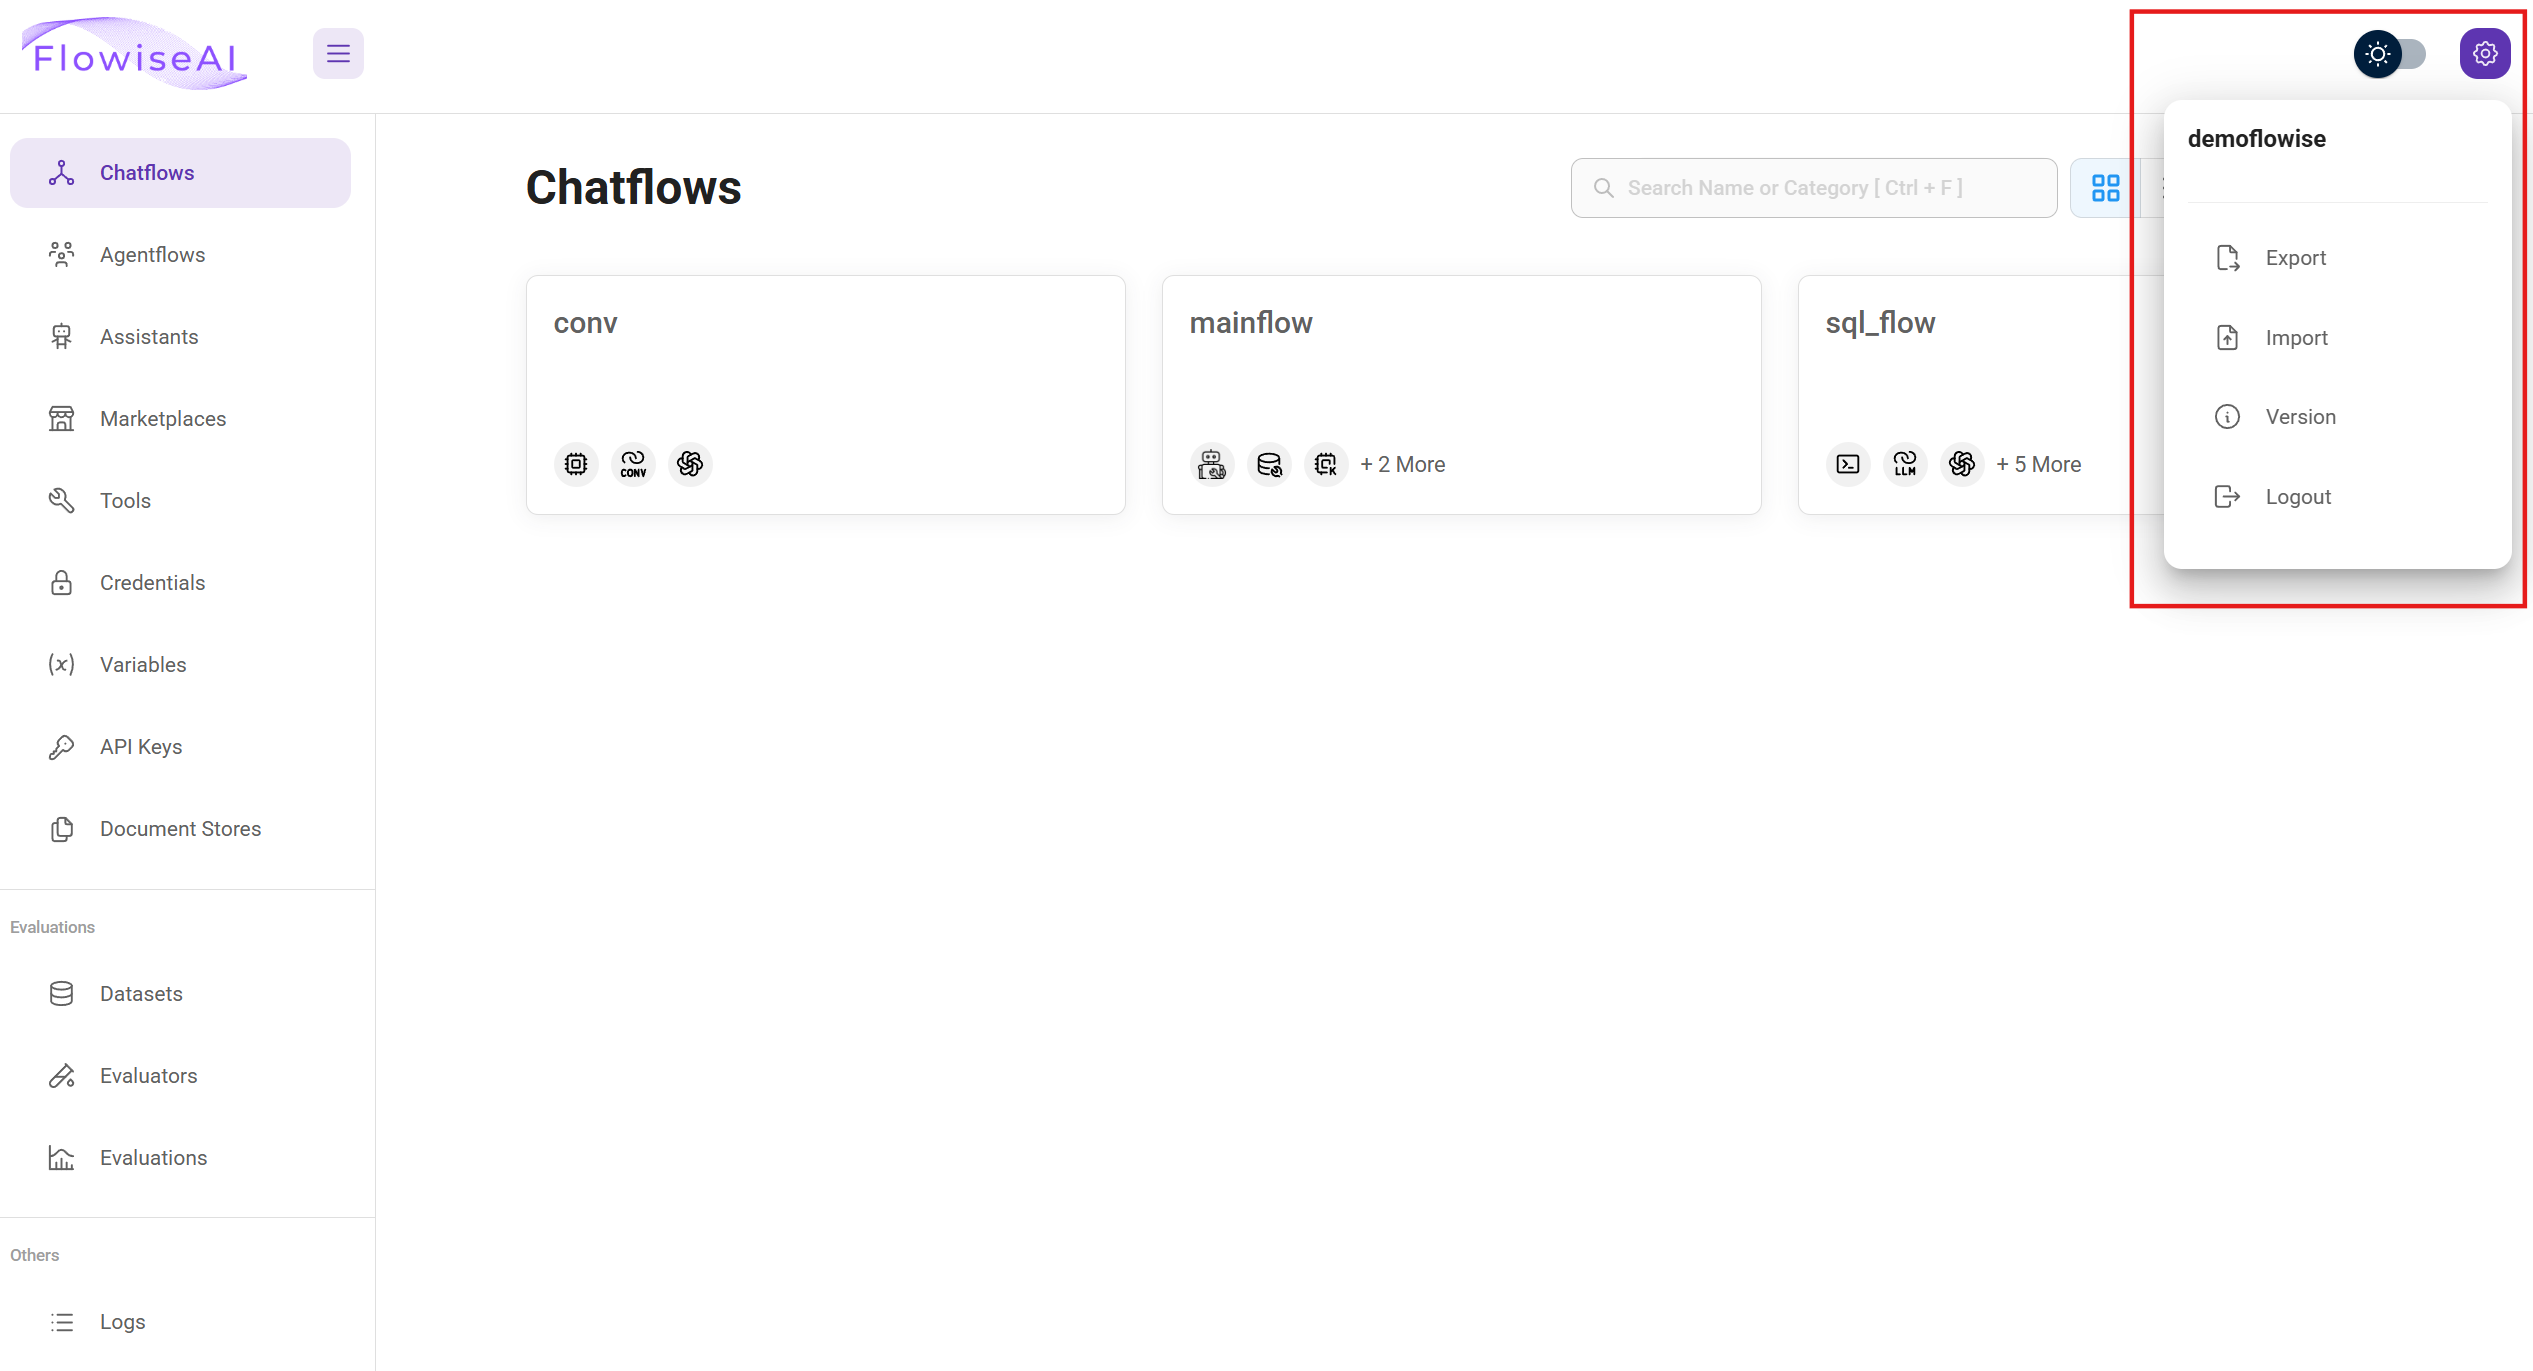 FlowiseAI
demoflowise
Export
Import
Version
Logout
Chatflows
Agentflows
Assistants
Marketplaces
Tools
Credentials
Variables
API Keys
Document Stores
Evaluations
Datasets
Evaluators
Evaluations
Others
Logs
Chatflows
Search Name or Category [ Ctrl + F ]
conv
CONV
mainflow
K
+ 2 More
sql_flow
LLM
+ 5 More